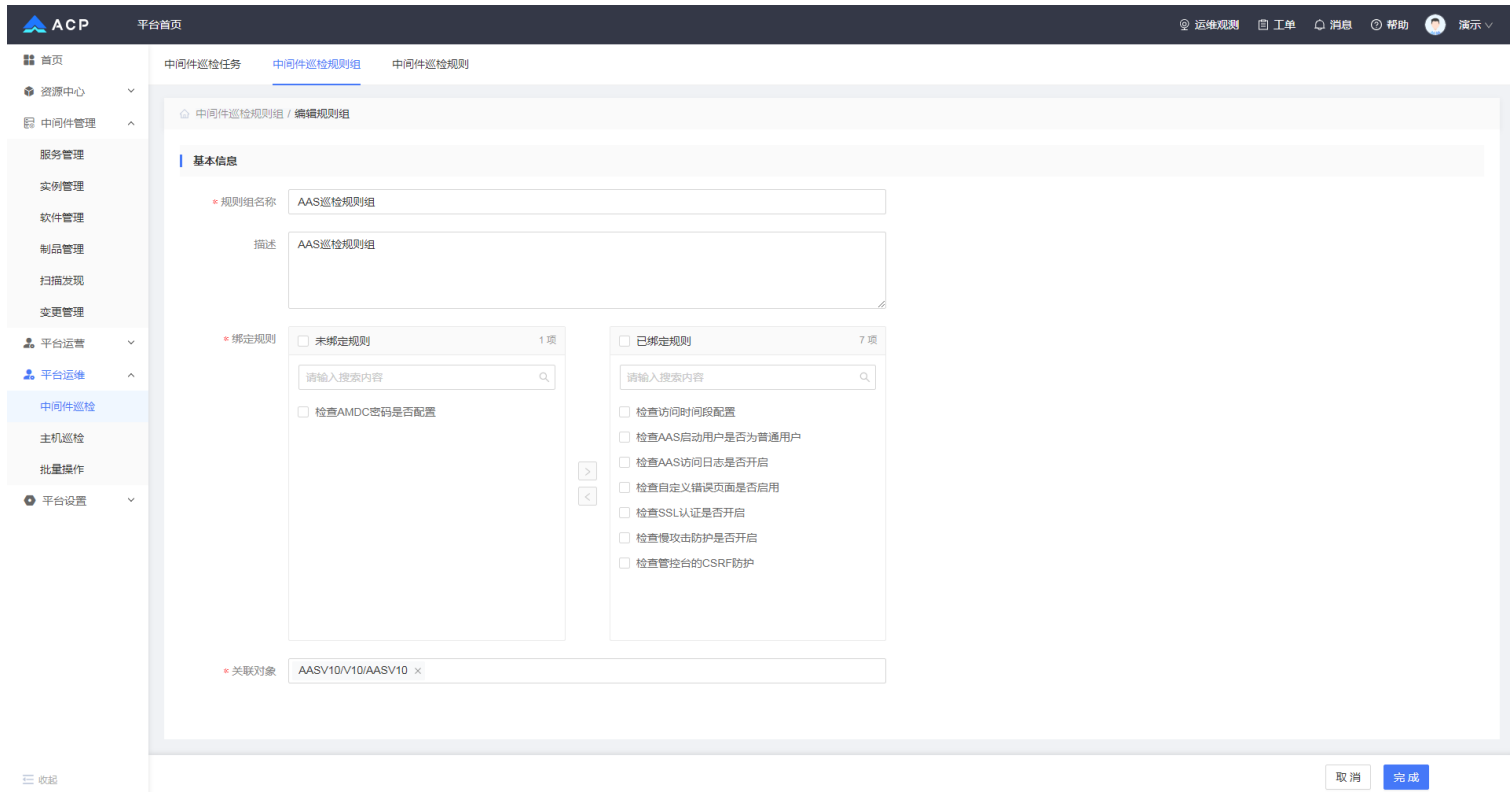 ACP 平台首页 运维观测 工单 消息 帮助 演示
首页
资源中心
中间件管理
服务管理
实例管理
软件管理
制品管理
扫描发现
变更管理
平台运营
平台运维
中间件巡检
主机巡检
批量操作
平台设置
收起
中间件巡检任务 中间件巡检规则组 中间件巡检规则
中间件巡检规则组 / 编辑规则组
基本信息
* 规则组名称 AAS巡检规则组
描述 AAS巡检规则组
* 绑定规则
未绑定规则 1 项
请输入搜索内容
检查AMDC密码是否配置
已绑定规则 7 项
请输入搜索内容
检查访问时间段配置
检查AAS启动用户是否为普通用户
检查AAS访问日志是否开启
检查自定义错误页面是否启用
检查SSL认证是否开启
检查慢攻击防护是否开启
检查管控台的CSRF防护
* 关联对象 AASV10/V10/AASV10 ×
取消 完成